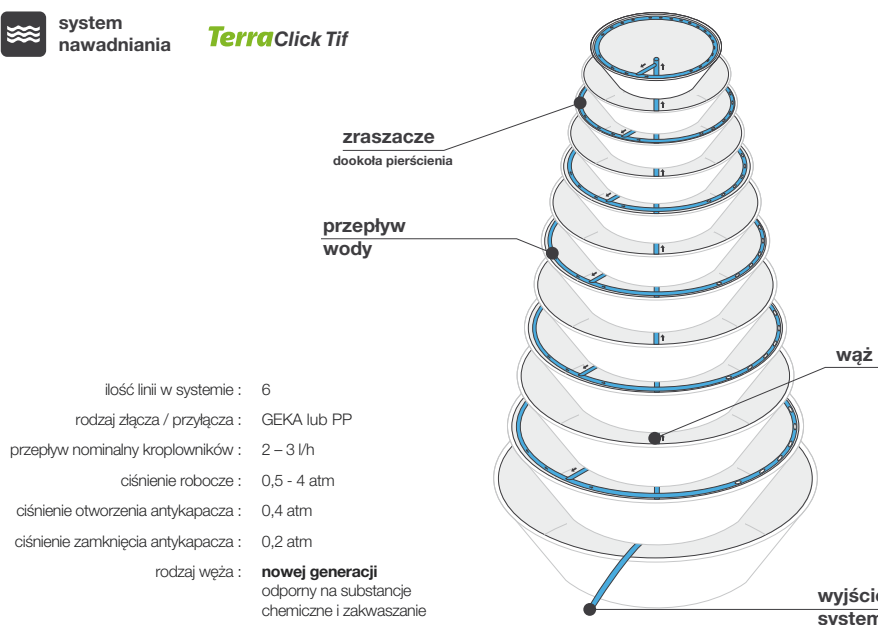 system
nawadniania
TerraClick Tif
zraszacze
dookoła pierścienia
przepływ
wody
wąż
ilość linii w systemie : 6
rodzaj złącza / przyłącza : GEKA lub PP
przepływ nominalny kroplowników : 2 – 3 l/h
ciśnienie robocze : 0,5 - 4 atm
ciśnienie otworzenia antykapacza : 0,4 atm
ciśnienie zamknięcia antykapacza : 0,2 atm
rodzaj węża : nowej generacji
odporny na substancje
chemiczne i zakwaszanie
wyjście
system